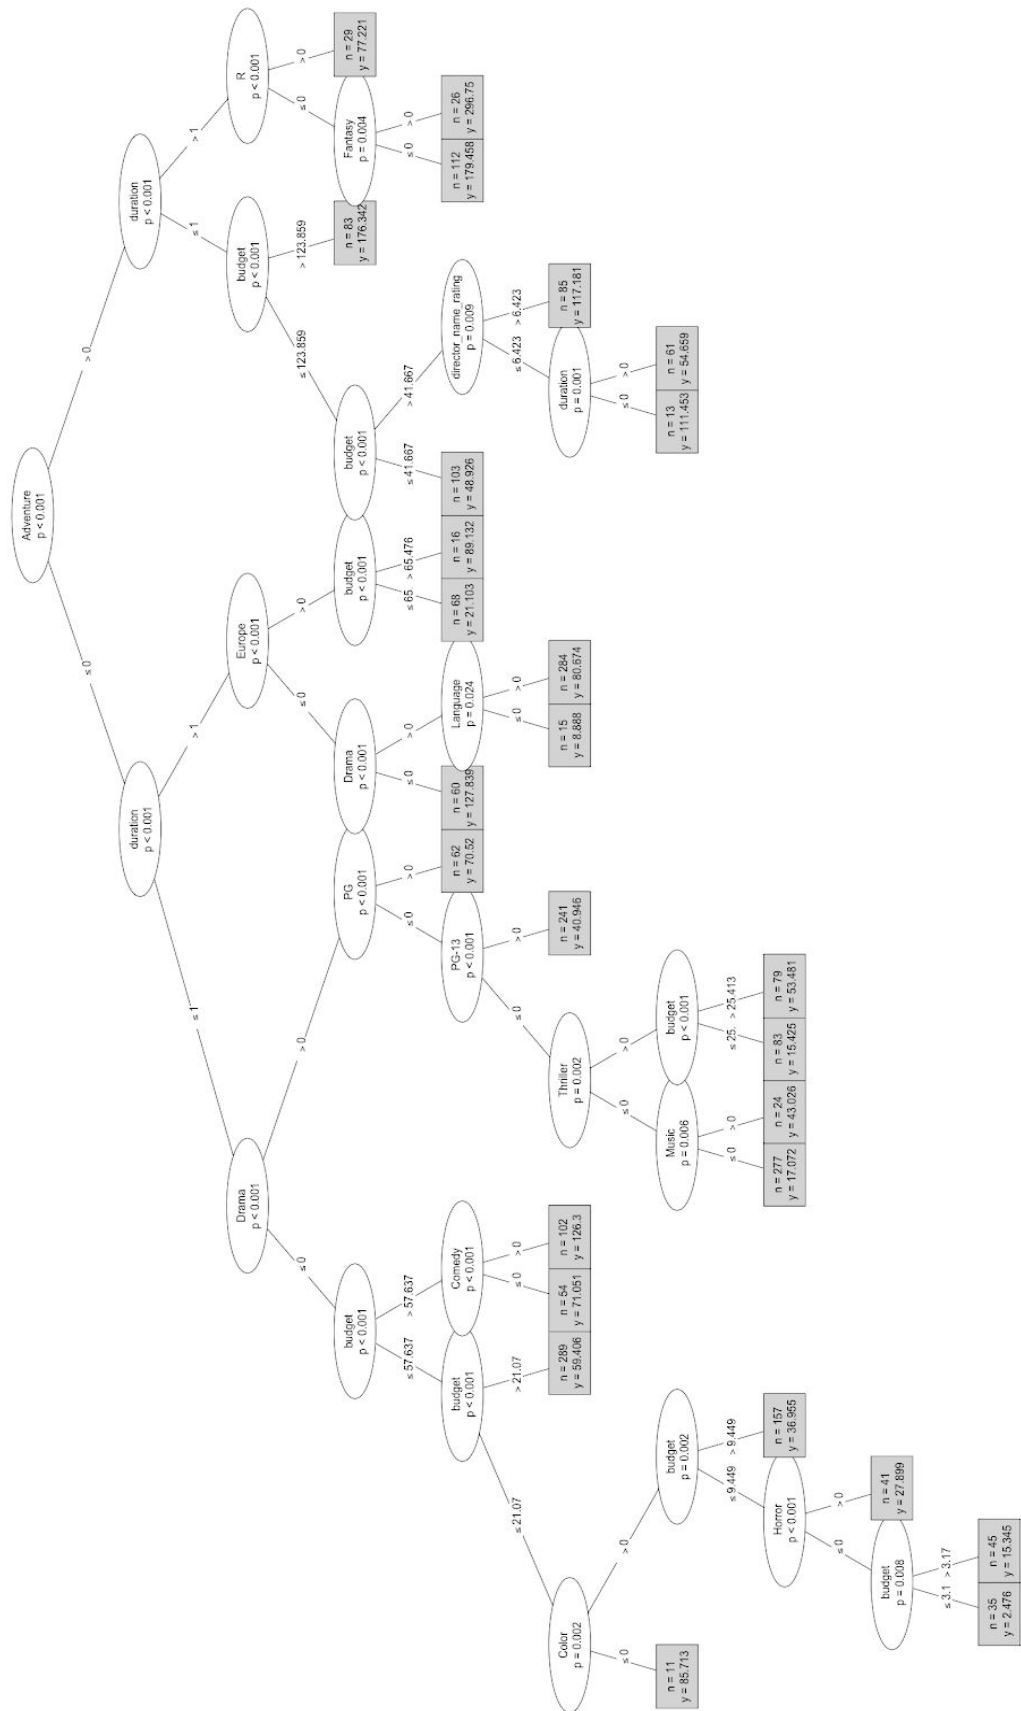 Adventure
p < 0.001
≤ 0
> 0
duration
p < 0.001
duration
p < 0.001
≤ 1
> 1
≤ 1
> 1
Drama
p < 0.001
Europe
p < 0.001
budget
p < 0.001
R
p < 0.001
≤ 0
> 0
≤ 0
> 0
≤ 123.859
> 123.859
≤ 0
> 0
budget
p < 0.001
PG
p < 0.001
Drama
p < 0.001
budget
p < 0.001
budget
p < 0.001
n = 83
y = 176.342
Fantasy
p = 0.004
n = 29
y = 77.221
≤ 57.637
> 57.637
≤ 0
> 0
≤ 0
> 0
≤ 65.
> 65.476
≤ 41.667
> 41.667
≤ 0
> 0
budget
p < 0.001
Comedy
p < 0.001
PG-13
p < 0.001
n = 62
y = 70.52
n = 60
y = 127.839
Language
p = 0.024
n = 68
y = 21.103
n = 16
y = 89.132
n = 103
y = 48.926
director_name_rating
p = 0.009
n = 112
y = 179.458
n = 26
y = 296.75
≤ 21.07
> 21.07
≤ 0
> 0
≤ 0
> 0
≤ 0
> 0
≤ 6.423
> 6.423
Color
p = 0.002
n = 289
y = 59.406
n = 54
y = 71.051
n = 102
y = 126.3
Thriller
p = 0.002
n = 241
y = 40.946
n = 15
y = 8.888
n = 284
y = 80.674
duration
p = 0.001
n = 85
y = 117.181
≤ 0
> 0
≤ 0
> 0
≤ 0
> 0
n = 11
y = 85.713
budget
p = 0.002
Music
p = 0.006
budget
p < 0.001
n = 13
y = 111.453
n = 61
y = 54.659
≤ 9.449
> 9.449
≤ 0
> 0
≤ 25.
> 25.413
Horror
p < 0.001
n = 157
y = 36.955
n = 277
y = 17.072
n = 24
y = 43.026
n = 83
y = 15.425
n = 79
y = 53.481
≤ 0
> 0
budget
p = 0.008
n = 41
y = 27.899
≤ 3.1
> 3.17
n = 35
y = 2.476
n = 45
y = 15.345